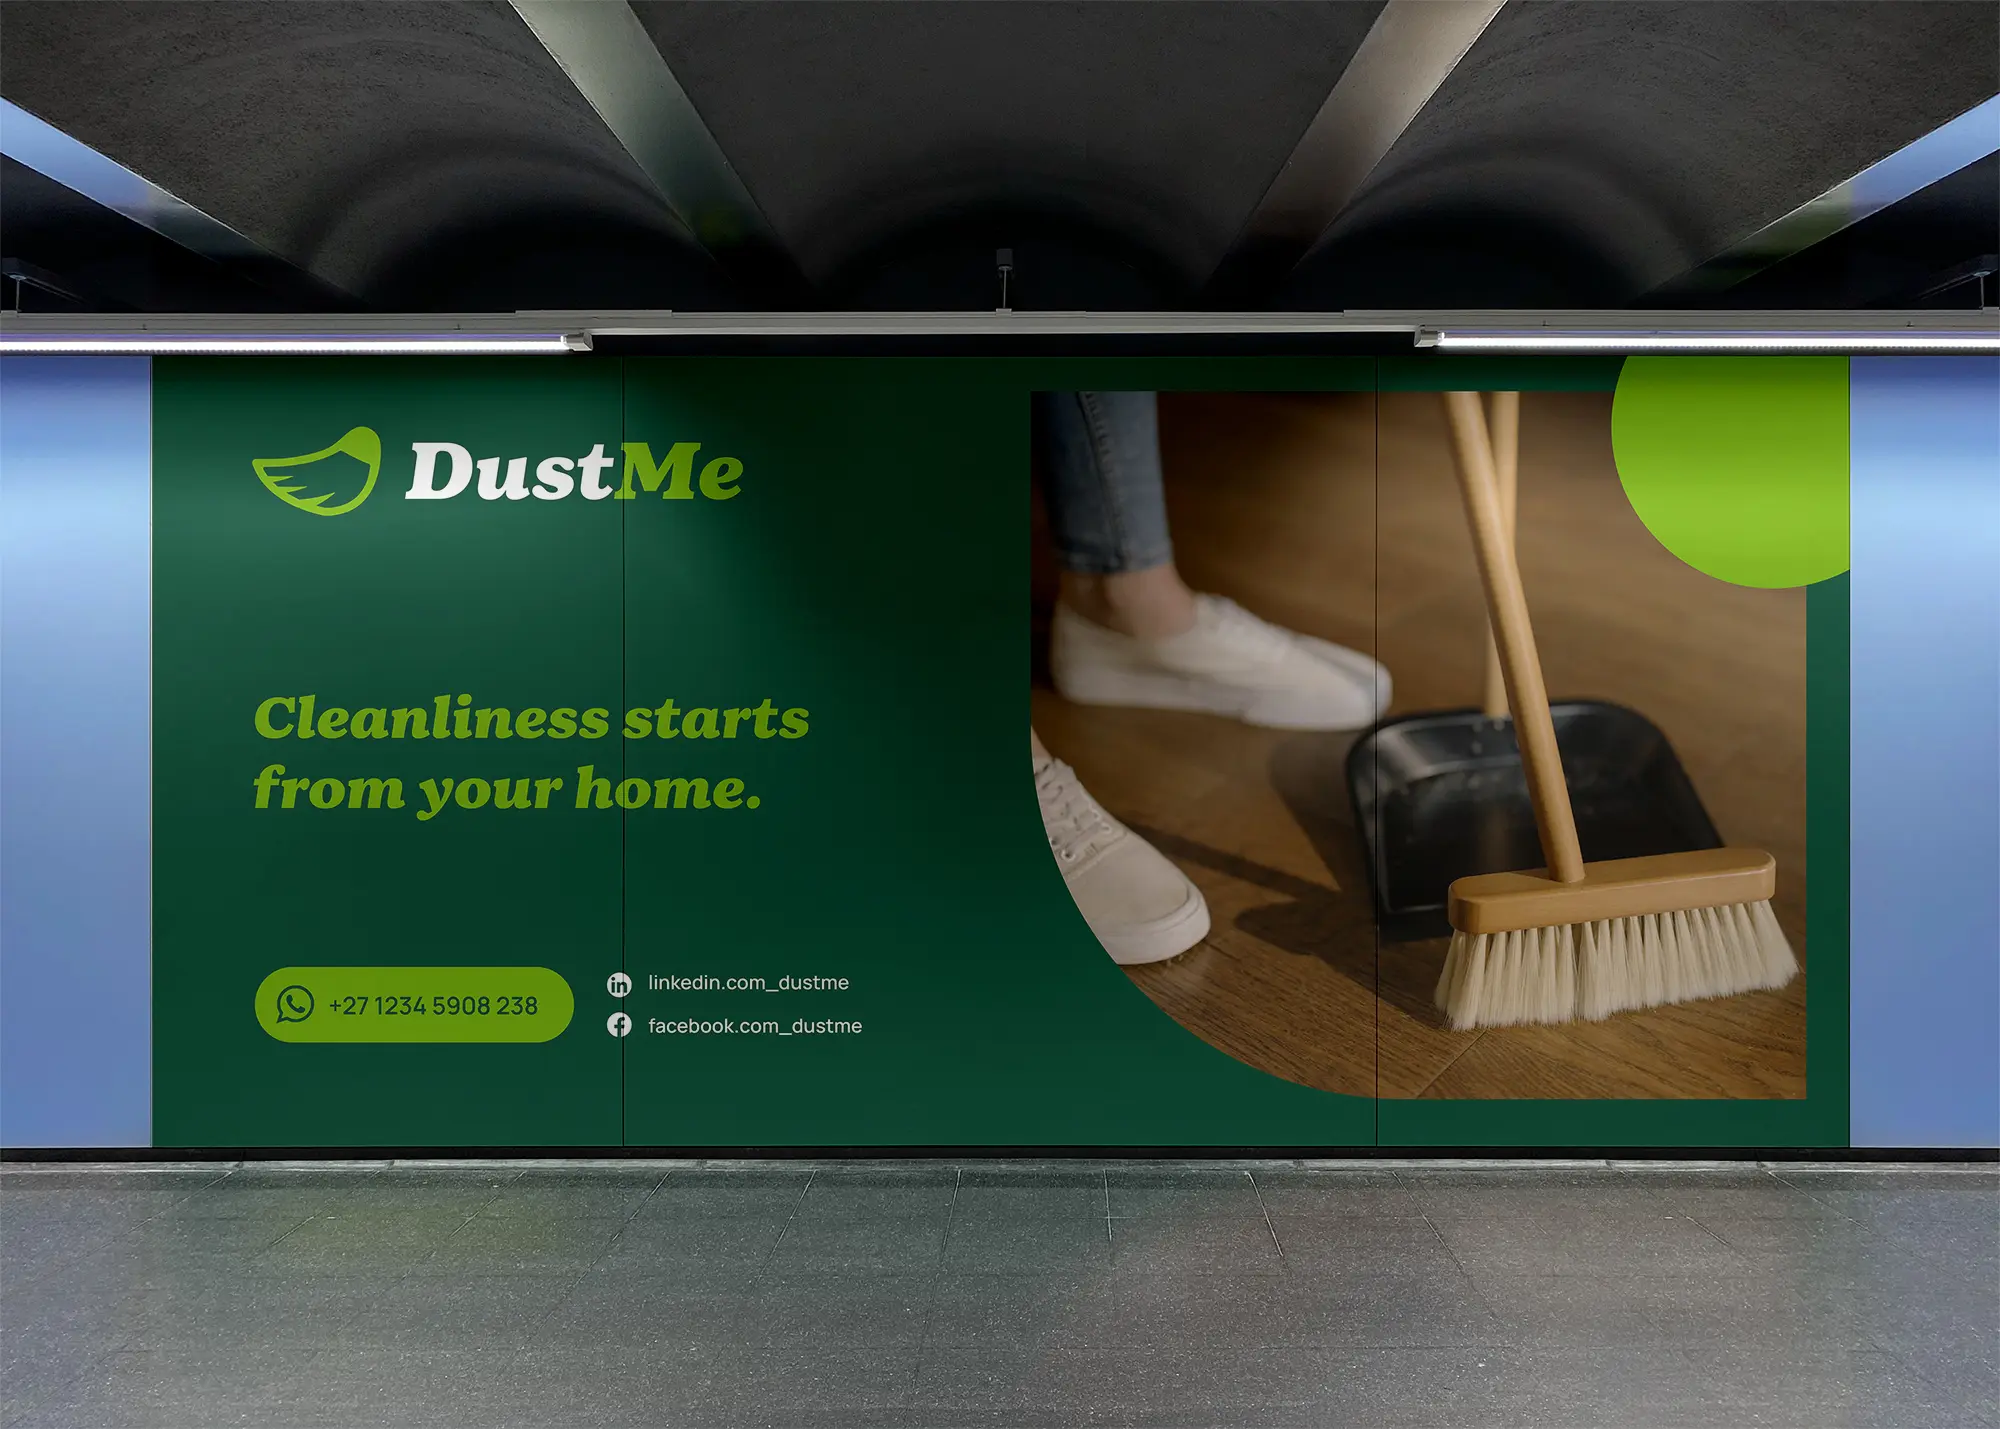 DustMe
Cleanliness starts
from your home.
+27 1234 5908 238
linkedin.com_dustme
facebook.com_dustme